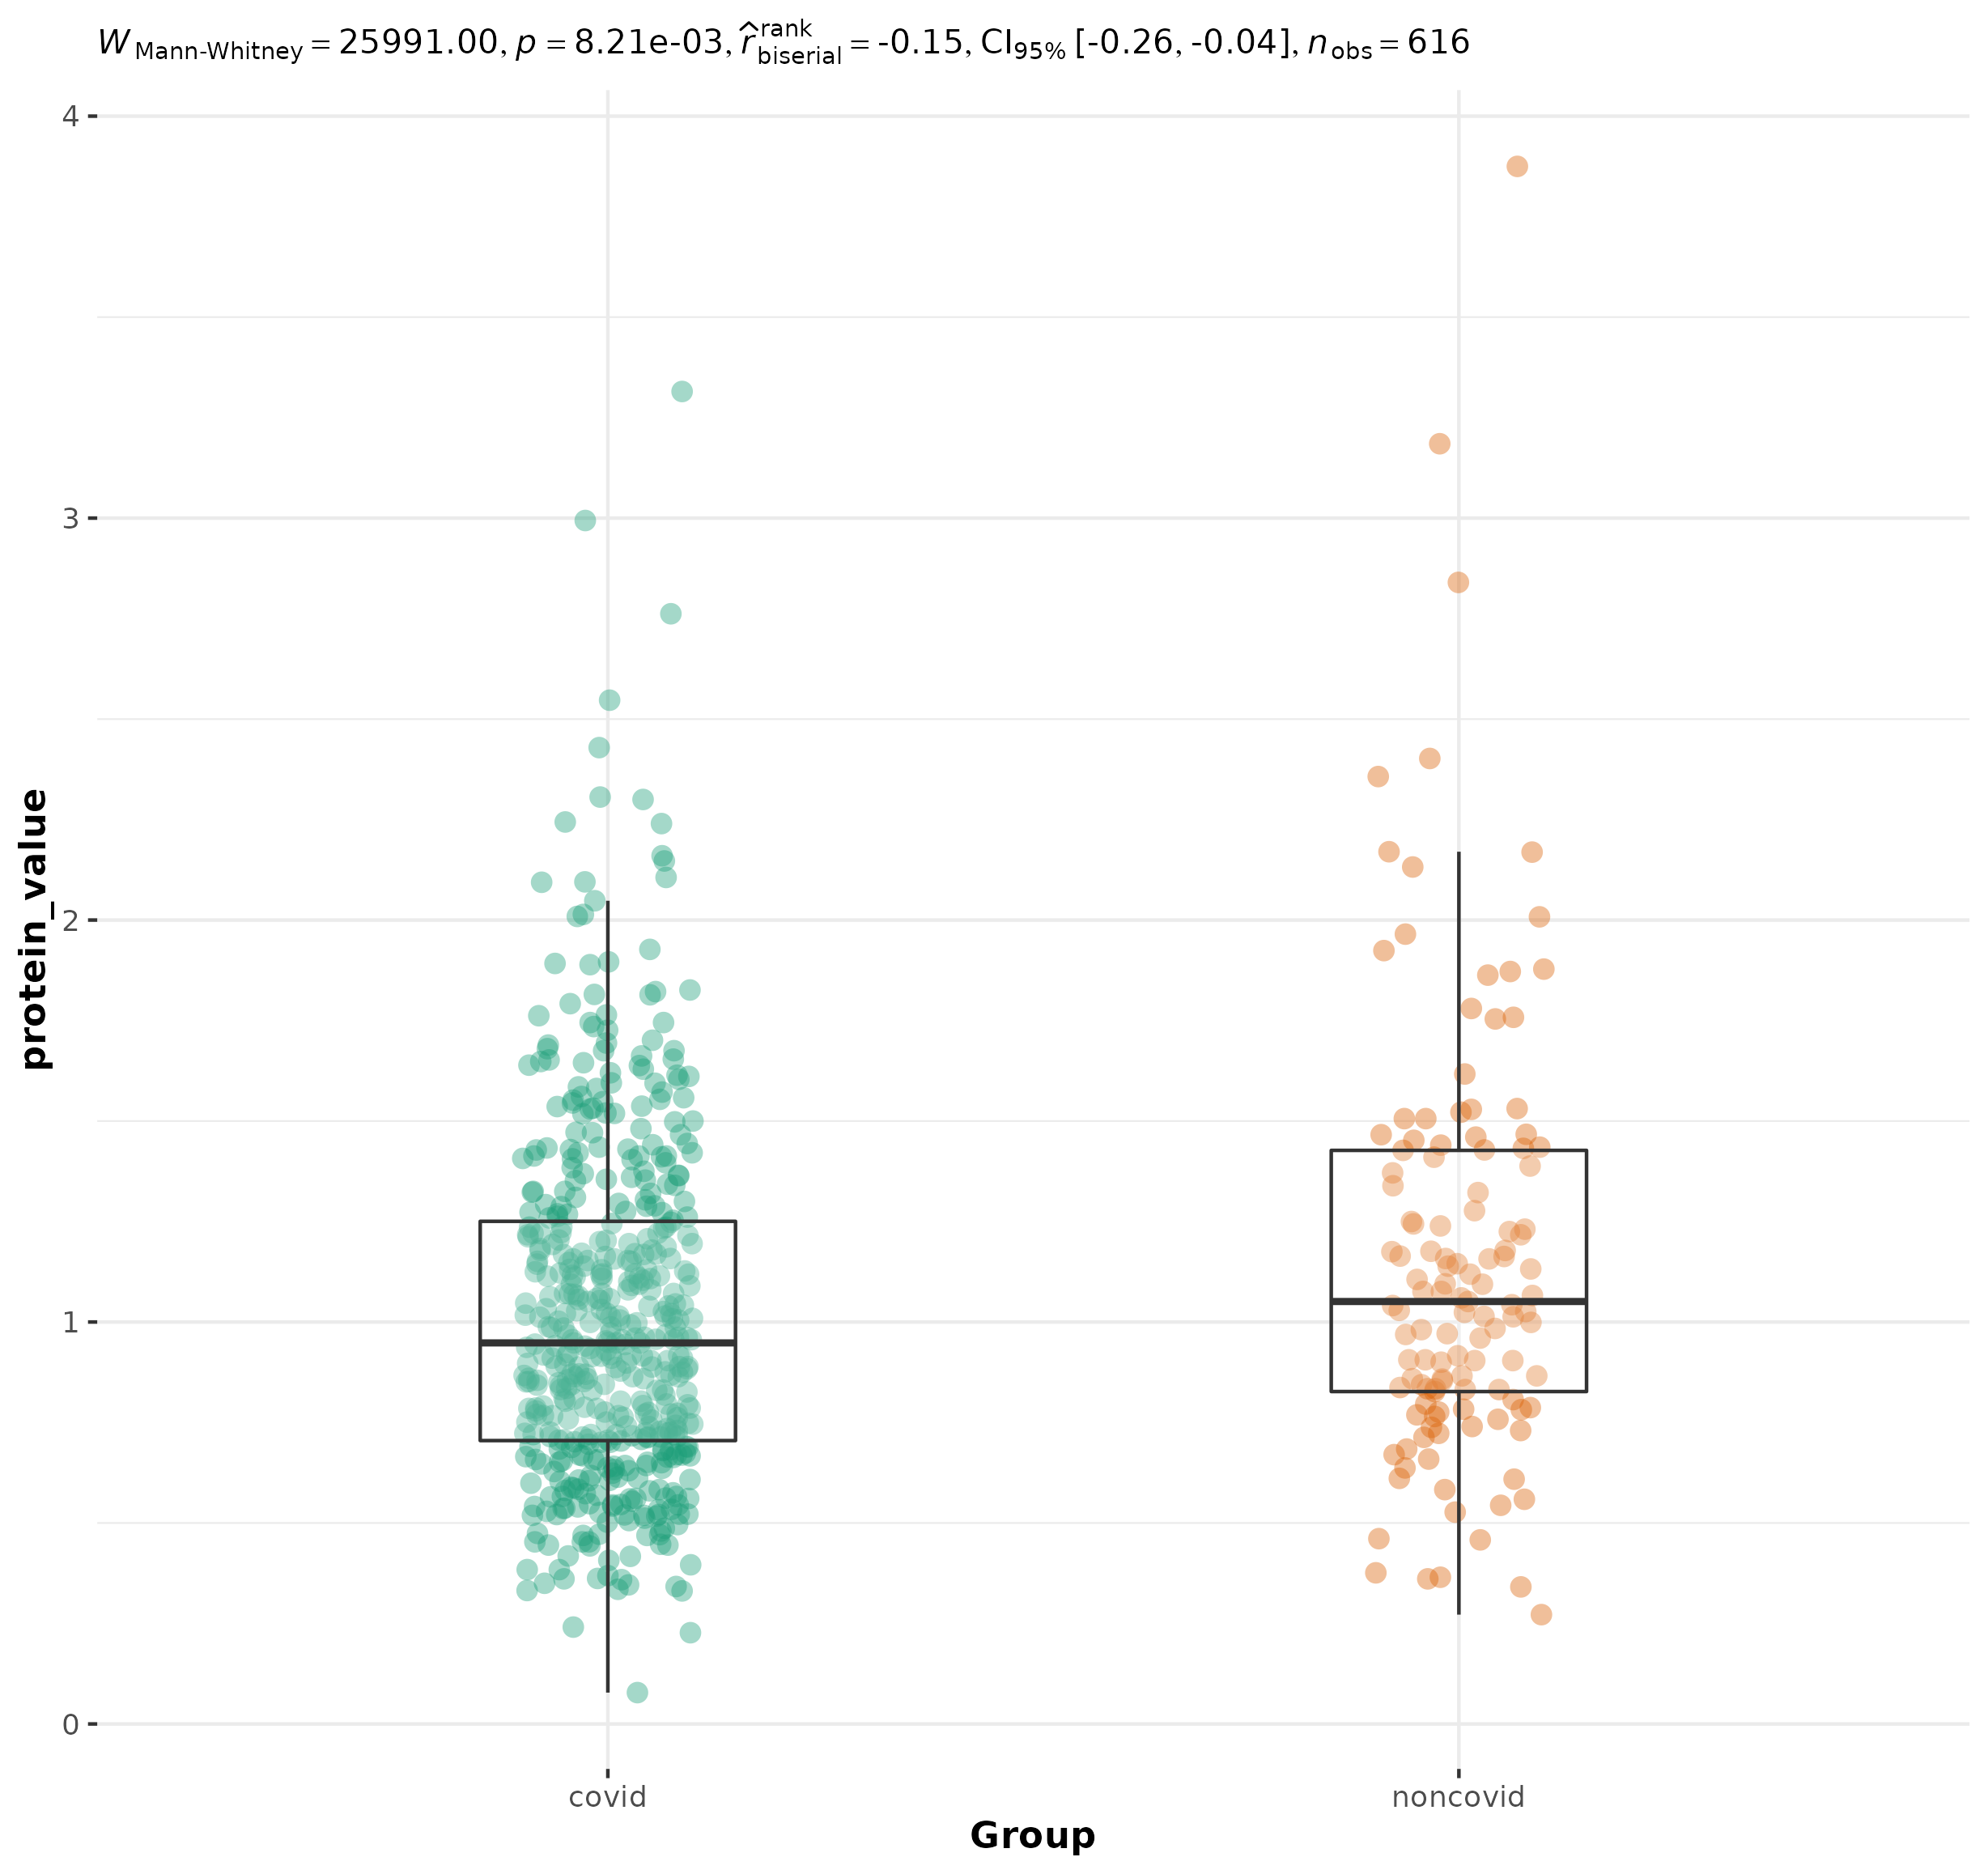 W Mann-Whitney = 25991.00, p = 8.21e-03, r̂ rank biserial = -0.15, CI95% [-0.26, -0.04], nobs = 616
4
3
2
1
0
protein_value
covid noncovid
Group